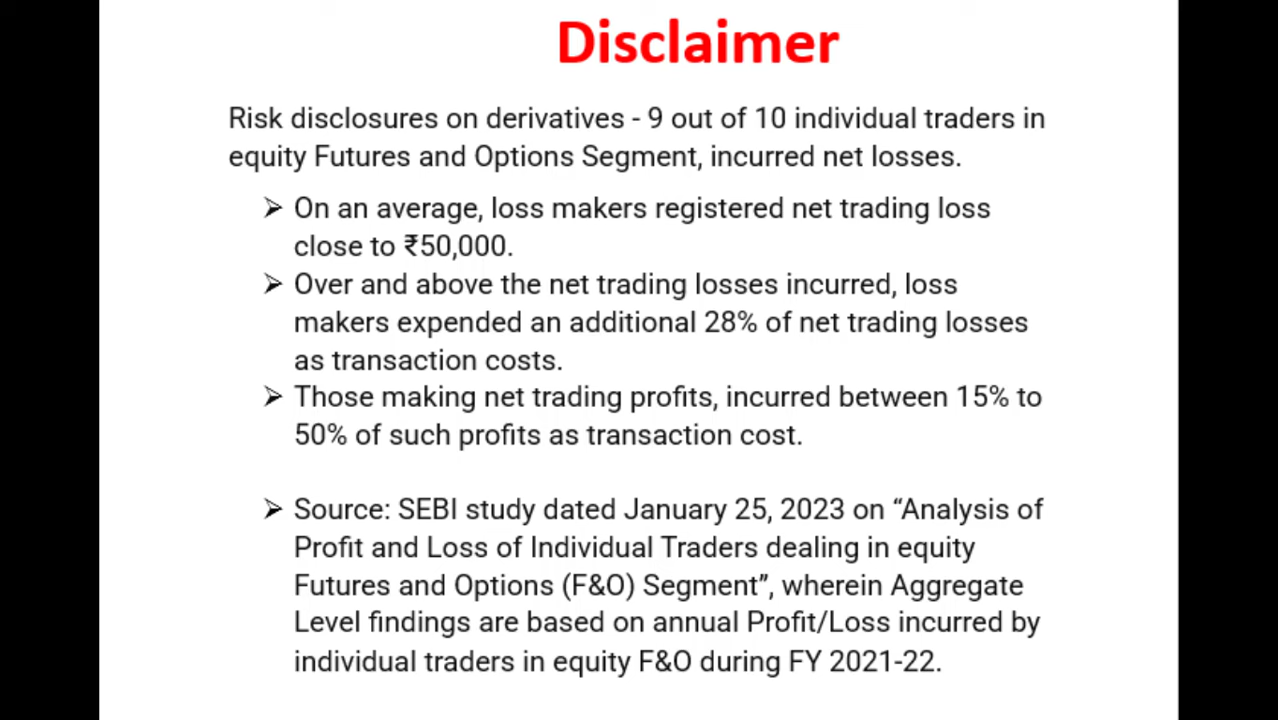 Disclaimer
Risk disclosures on derivatives - 9 out of 10 individual traders in
equity Futures and Options Segment, incurred net losses.
➢ On an average, loss makers registered net trading loss
close to ₹50,000.
➢ Over and above the net trading losses incurred, loss
makers expended an additional 28% of net trading losses
as transaction costs.
➢ Those making net trading profits, incurred between 15% to
50% of such profits as transaction cost.
➢ Source: SEBI study dated January 25, 2023 on “Analysis of
Profit and Loss of Individual Traders dealing in equity
Futures and Options (F&O) Segment”, wherein Aggregate
Level findings are based on annual Profit/Loss incurred by
individual traders in equity F&O during FY 2021-22.